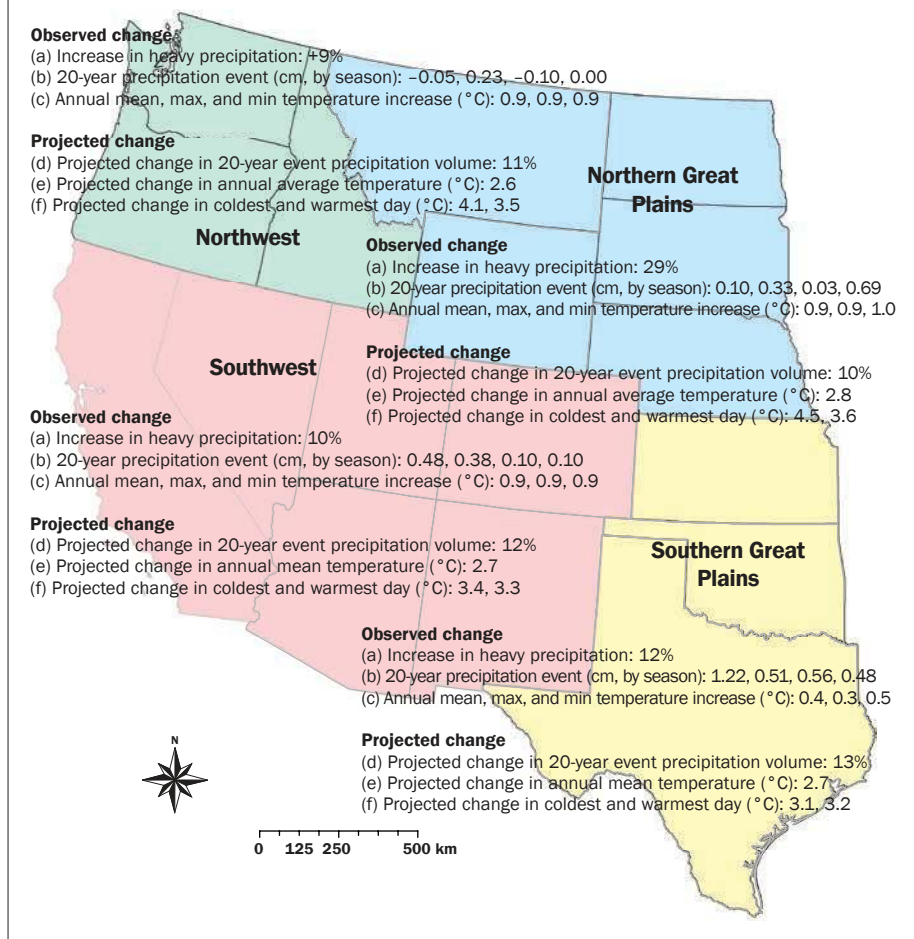 Observed change
(a) Increase in heavy precipitation: +9%
(b) 20-year precipitation event (cm, by season): –0.05, 0.23, –0.10, 0.00
(c) Annual mean, max, and min temperature increase (°C): 0.9, 0.9, 0.9
Projected change
(d) Projected change in 20-year event precipitation volume: 11%
(e) Projected change in annual average temperature (°C): 2.6
(f) Projected change in coldest and warmest day (°C): 4.1, 3.5
Northwest
Northern Great
Plains
Observed change
(a) Increase in heavy precipitation: 29%
(b) 20-year precipitation event (cm, by season): 0.10, 0.33, 0.03, 0.69
(c) Annual mean, max, and min temperature increase (°C): 0.9, 0.9, 1.0
Projected change
(d) Projected change in 20-year event precipitation volume: 10%
(e) Projected change in annual average temperature (°C): 2.8
(f) Projected change in coldest and warmest day (°C): 4.5, 3.6
Southwest
Observed change
(a) Increase in heavy precipitation: 10%
(b) 20-year precipitation event (cm, by season): 0.48, 0.38, 0.10, 0.10
(c) Annual mean, max, and min temperature increase (°C): 0.9, 0.9, 0.9
Projected change
(d) Projected change in 20-year event precipitation volume: 12%
(e) Projected change in annual mean temperature (°C): 2.7
(f) Projected change in coldest and warmest day (°C): 3.4, 3.3
Southern Great
Plains
Observed change
(a) Increase in heavy precipitation: 12%
(b) 20-year precipitation event (cm, by season): 1.22, 0.51, 0.56, 0.48
(c) Annual mean, max, and min temperature increase (°C): 0.4, 0.3, 0.5
Projected change
(d) Projected change in 20-year event precipitation volume: 13%
(e) Projected change in annual mean temperature (°C): 2.7
(f) Projected change in coldest and warmest day (°C): 3.1, 3.2
N
0 125 250 500 km